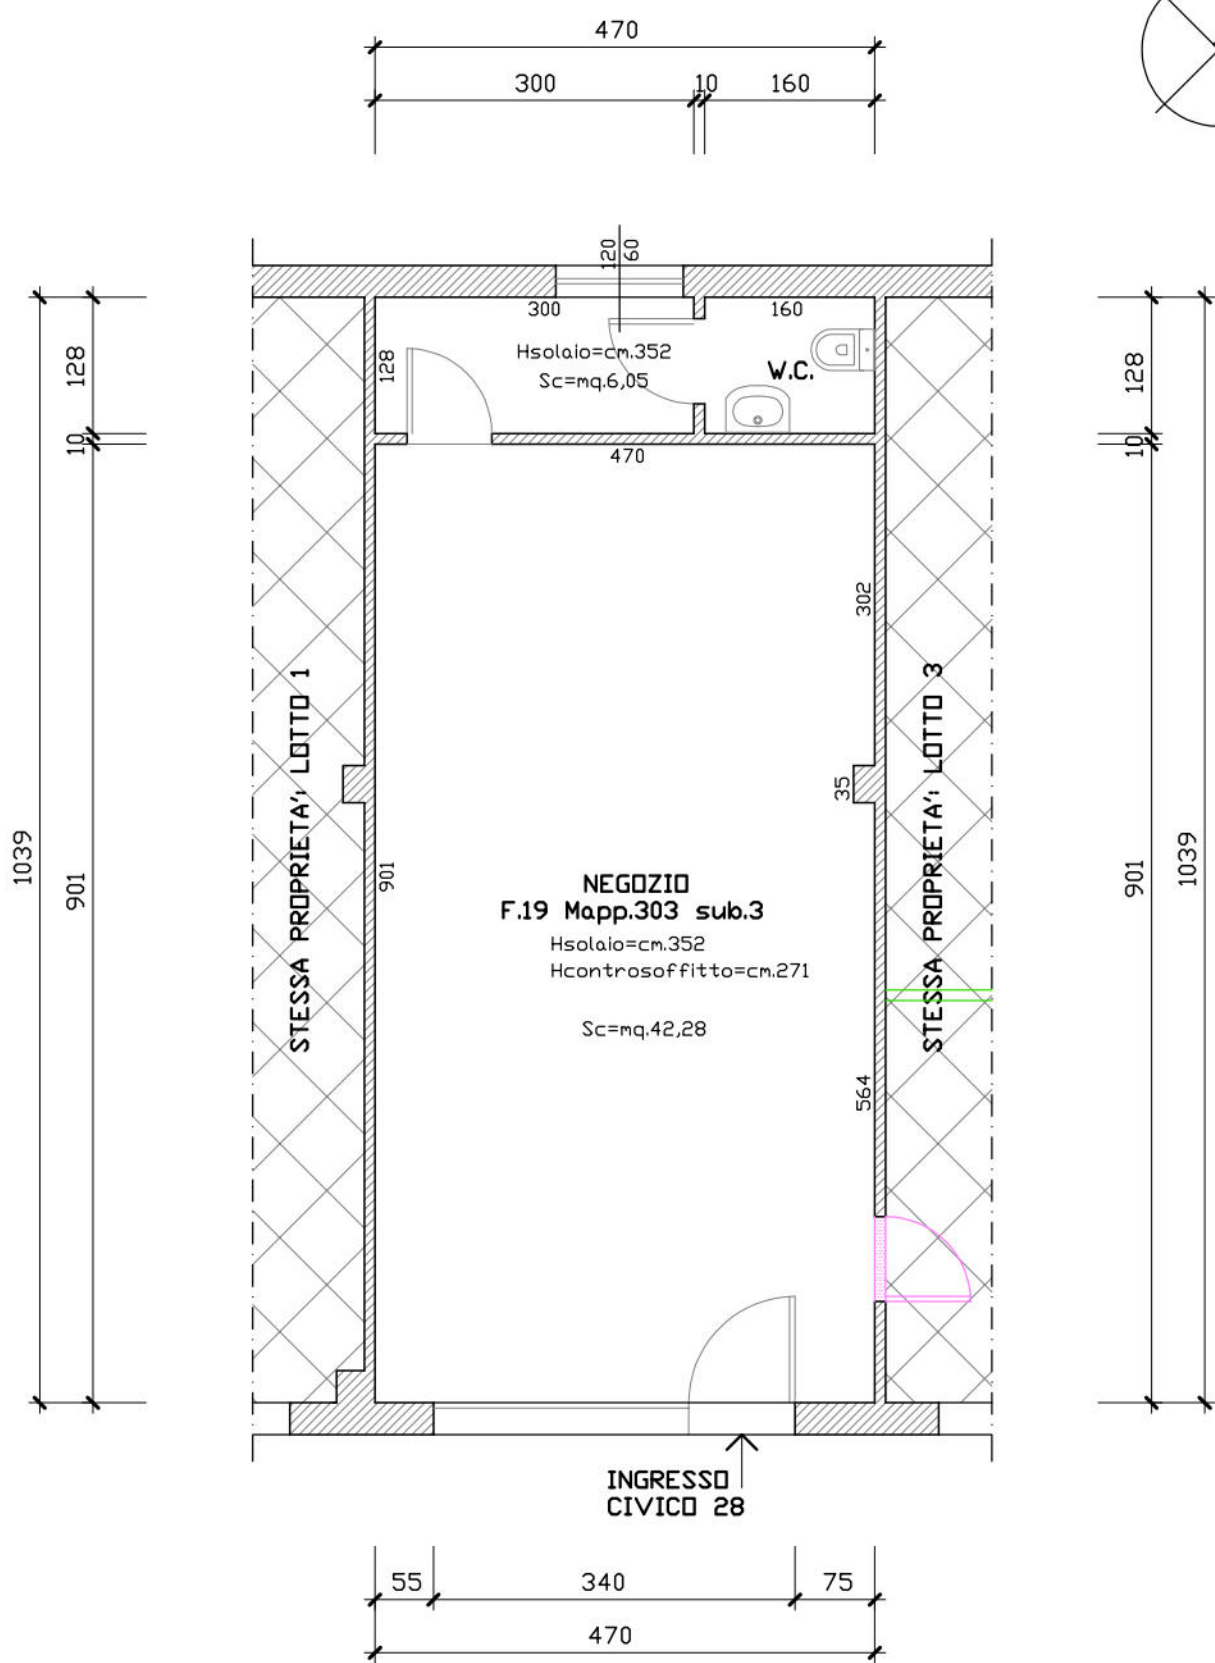 470
300 10 160
120
60
300 160
Hsolaio=cm.352
Sc=mq.6,05
W.C.
128
128
10
128
10
470
302
35
STESSA PROPRIETA': LOTTO 1
STESSA PROPRIETA': LOTTO 3
1039
901
901
901
1039
NEGOZIO
F.19 Mapp.303 sub.3
Hsolaio=cm.352
Hcontrosoffitto=cm.271
Sc=mq.42,28
564
INGRESSO
CIVICO 28
55 340 75
470